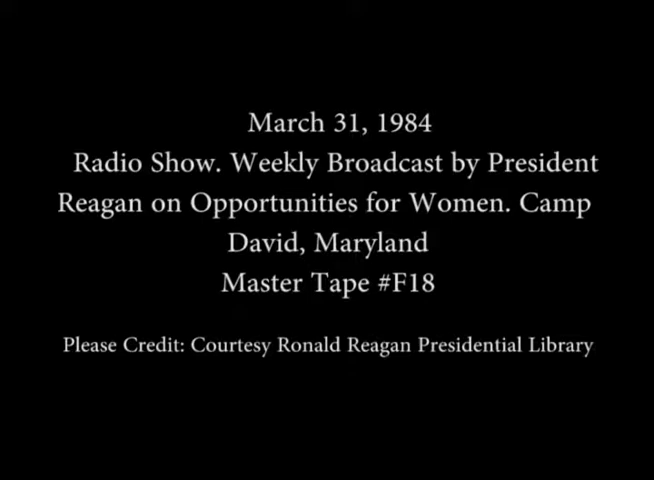 March 31, 1984
Radio Show. Weekly Broadcast by President
Reagan on Opportunities for Women. Camp
David, Maryland
Master Tape #F18
Please Credit: Courtesy Ronald Reagan Presidential Library